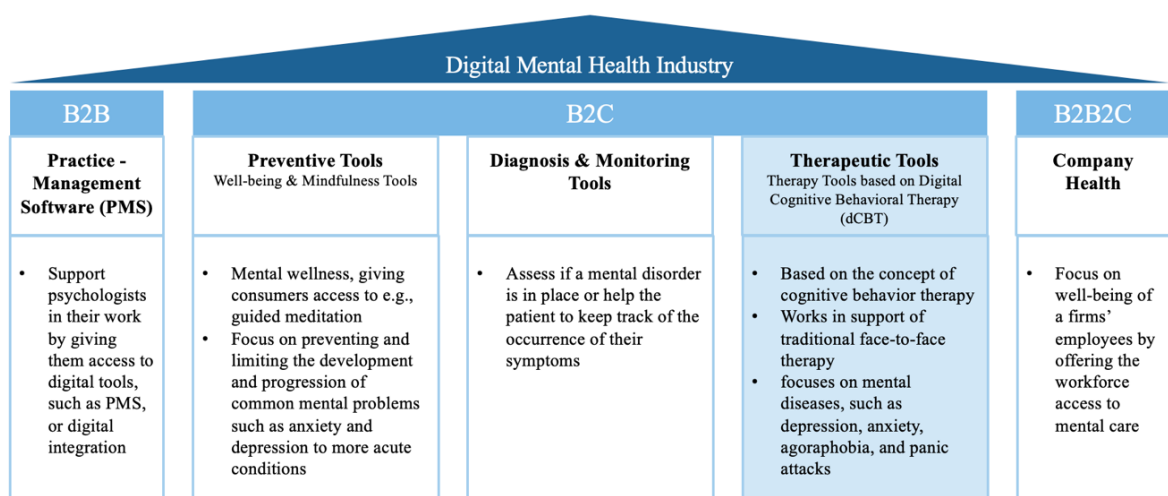 Digital Mental Health Industry
B2B
B2C
B2B2C
Practice -
Management
Software (PMS)
Preventive Tools
Well-being & Mindfulness Tools
Diagnosis & Monitoring
Tools
Therapeutic Tools
Therapy Tools based on Digital
Cognitive Behavioral Therapy
(dCBT)
Company
Health
• Support
psychologists
in their work
by giving
them access to
digital tools,
such as PMS,
or digital
integration
• Mental wellness, giving
consumers access to e.g.,
guided meditation
• Focus on preventing and
limiting the development
and progression of
common mental problems
such as anxiety and
depression to more acute
conditions
• Assess if a mental disorder
is in place or help the
patient to keep track of the
occurrence of their
symptoms
• Based on the concept of
cognitive behavior therapy
• Works in support of
traditional face-to-face
therapy
• focuses on mental
diseases, such as
depression, anxiety,
agoraphobia, and panic
attacks
• Focus on
well-being of
a firms’
employees by
offering the
workforce
access to
mental care